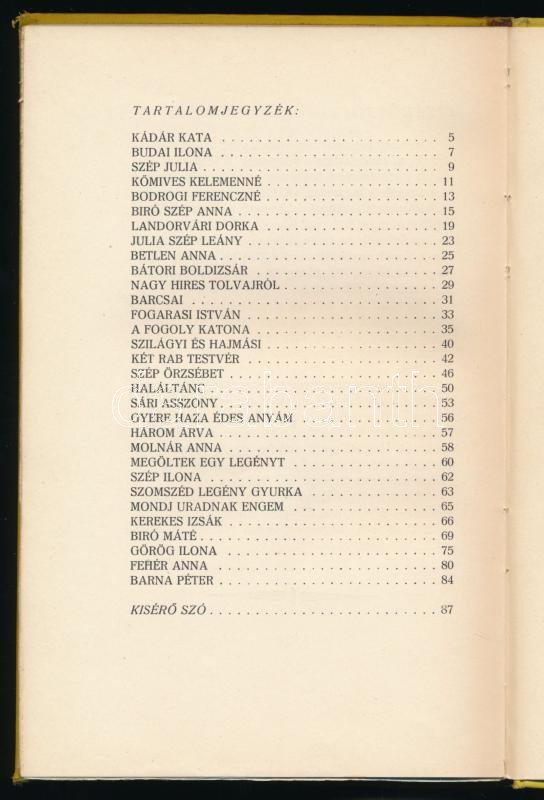 TARTALOMJEGYZÉK:
KÁDÁR KATA . . . . . . . . . . . . . . . . . . . . . . 5
BUDAI ILONA . . . . . . . . . . . . . . . . . . . . . . 7
SZÉP JULIA . . . . . . . . . . . . . . . . . . . . . . . 9
KŐMIVES KELEMENNÉ . . . . . . . . . . . . . . . . . 11
BODROGI FERENCZNÉ . . . . . . . . . . . . . . . . . 13
BIRÓ SZÉP ANNA . . . . . . . . . . . . . . . . . . . . 15
LANDORVÁRI DORKA . . . . . . . . . . . . . . . . . . 19
JULIA SZÉP LEÁNY . . . . . . . . . . . . . . . . . . . 23
BETLEN ANNA . . . . . . . . . . . . . . . . . . . . . . 25
BÁTORI BOLDIZSÁR . . . . . . . . . . . . . . . . . . . 27
NAGY HIRES TOLVAJRÓL . . . . . . . . . . . . . . . 29
BARCSAI . . . . . . . . . . . . . . . . . . . . . . . . . 31
FOGARASI ISTVÁN . . . . . . . . . . . . . . . . . . . 33
A FOGOLY KATONA . . . . . . . . . . . . . . . . . . . 35
SZILÁGYI ÉS HAJMÁSI . . . . . . . . . . . . . . . . . 40
KÉT RAB TESTVÉR . . . . . . . . . . . . . . . . . . . 42
SZÉP ÖRZSÉBET . . . . . . . . . . . . . . . . . . . . . 46
HALÁLTÁNC . . . . . . . . . . . . . . . . . . . . . . . 50
SÁRI ASSZONY . . . . . . . . . . . . . . . . . . . . . . 53
GYERE HAZA ÉDES ANYÁM . . . . . . . . . . . . . . 56
HÁROM ÁRVA . . . . . . . . . . . . . . . . . . . . . . 57
MOLNÁR ANNA . . . . . . . . . . . . . . . . . . . . . 58
MEGÖLTEK EGY LEGÉNYT . . . . . . . . . . . . . . . 60
SZÉP ILONA . . . . . . . . . . . . . . . . . . . . . . . 62
SZOMSZÉD LEGÉNY GYURKA . . . . . . . . . . . . . 63
MONDJ URADNAK ENGEM . . . . . . . . . . . . . . . 65
KEREKES IZSÁK . . . . . . . . . . . . . . . . . . . . . 66
BIRÓ MÁTÉ . . . . . . . . . . . . . . . . . . . . . . . . 69
GÖRÖG ILONA . . . . . . . . . . . . . . . . . . . . . . 75
FEHÉR ANNA . . . . . . . . . . . . . . . . . . . . . . . 80
BARNA PÉTER . . . . . . . . . . . . . . . . . . . . . . 84
KISÉRŐ SZÓ . . . . . . . . . . . . . . . . . . . . . . . 87